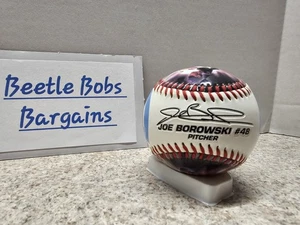 Beetle Bobs
Bargains
JOE BOROWSKI #48
PITCHER